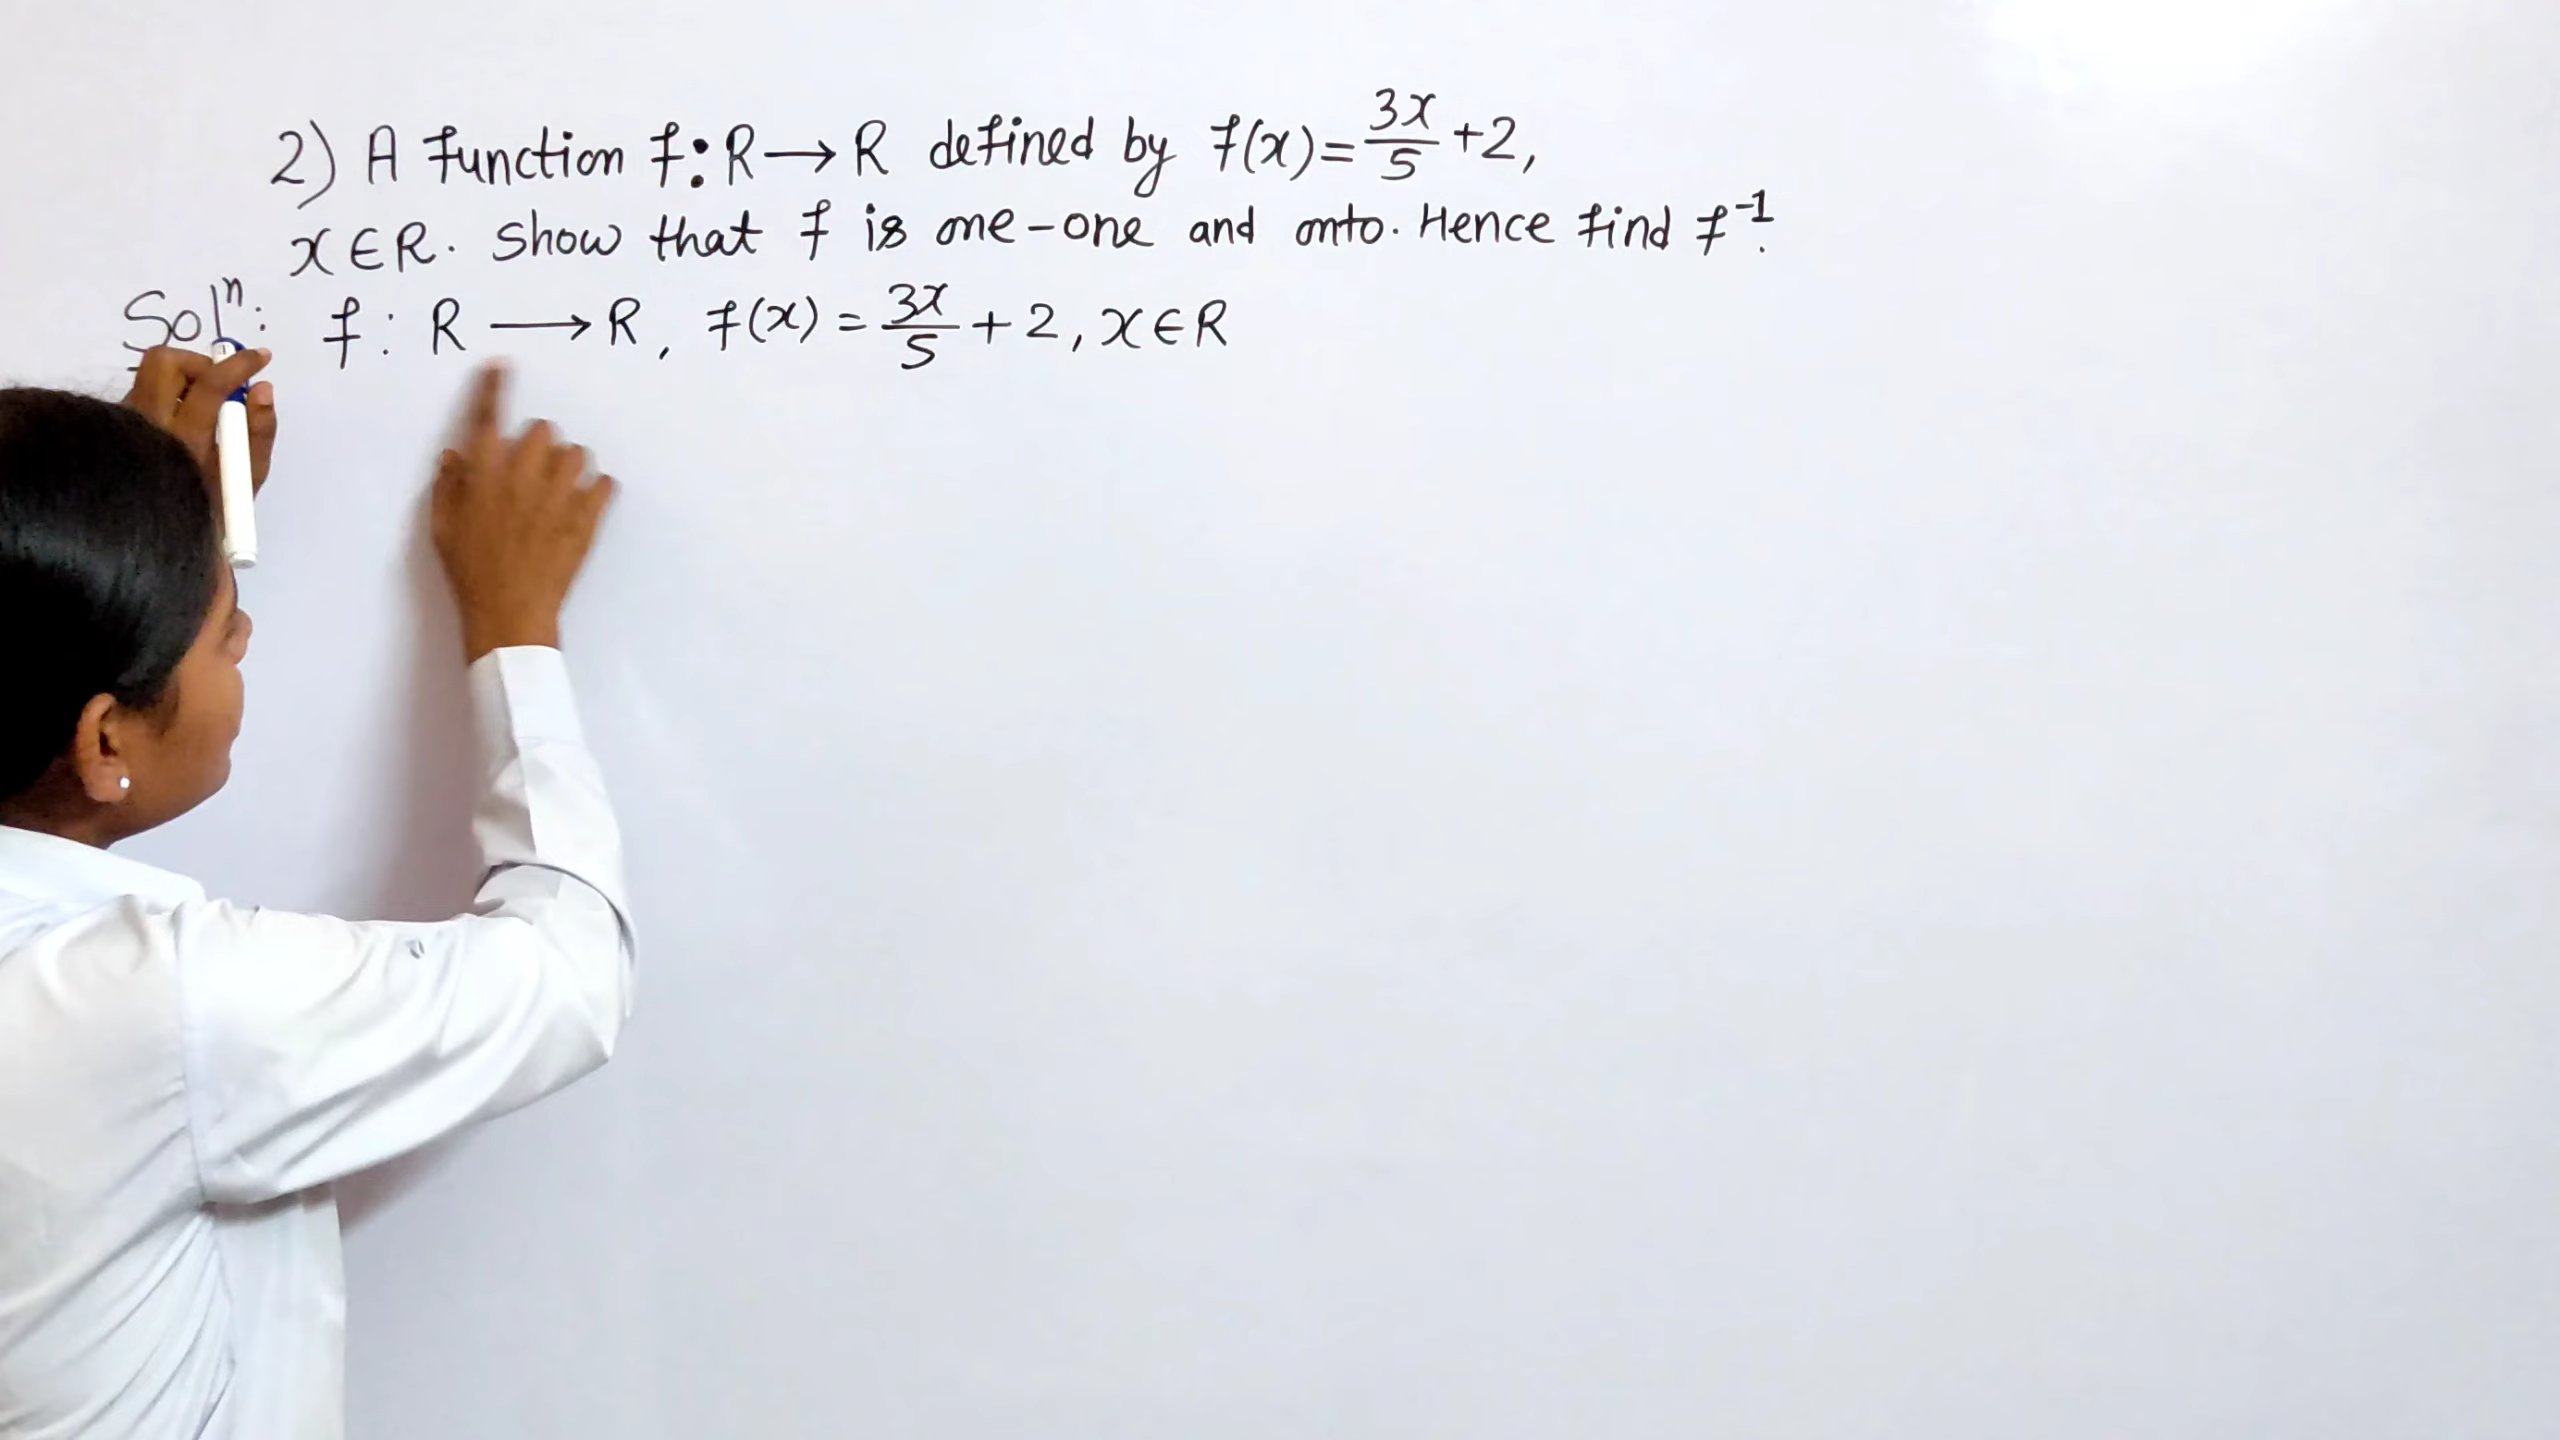 2) A function f: R → R defined by f(x) = 3x/5 + 2,
x ∈ R. Show that f is one-one and onto. Hence find f⁻¹.
Solⁿ: f : R → R, f(x) = 3x/5 + 2, x ∈ R